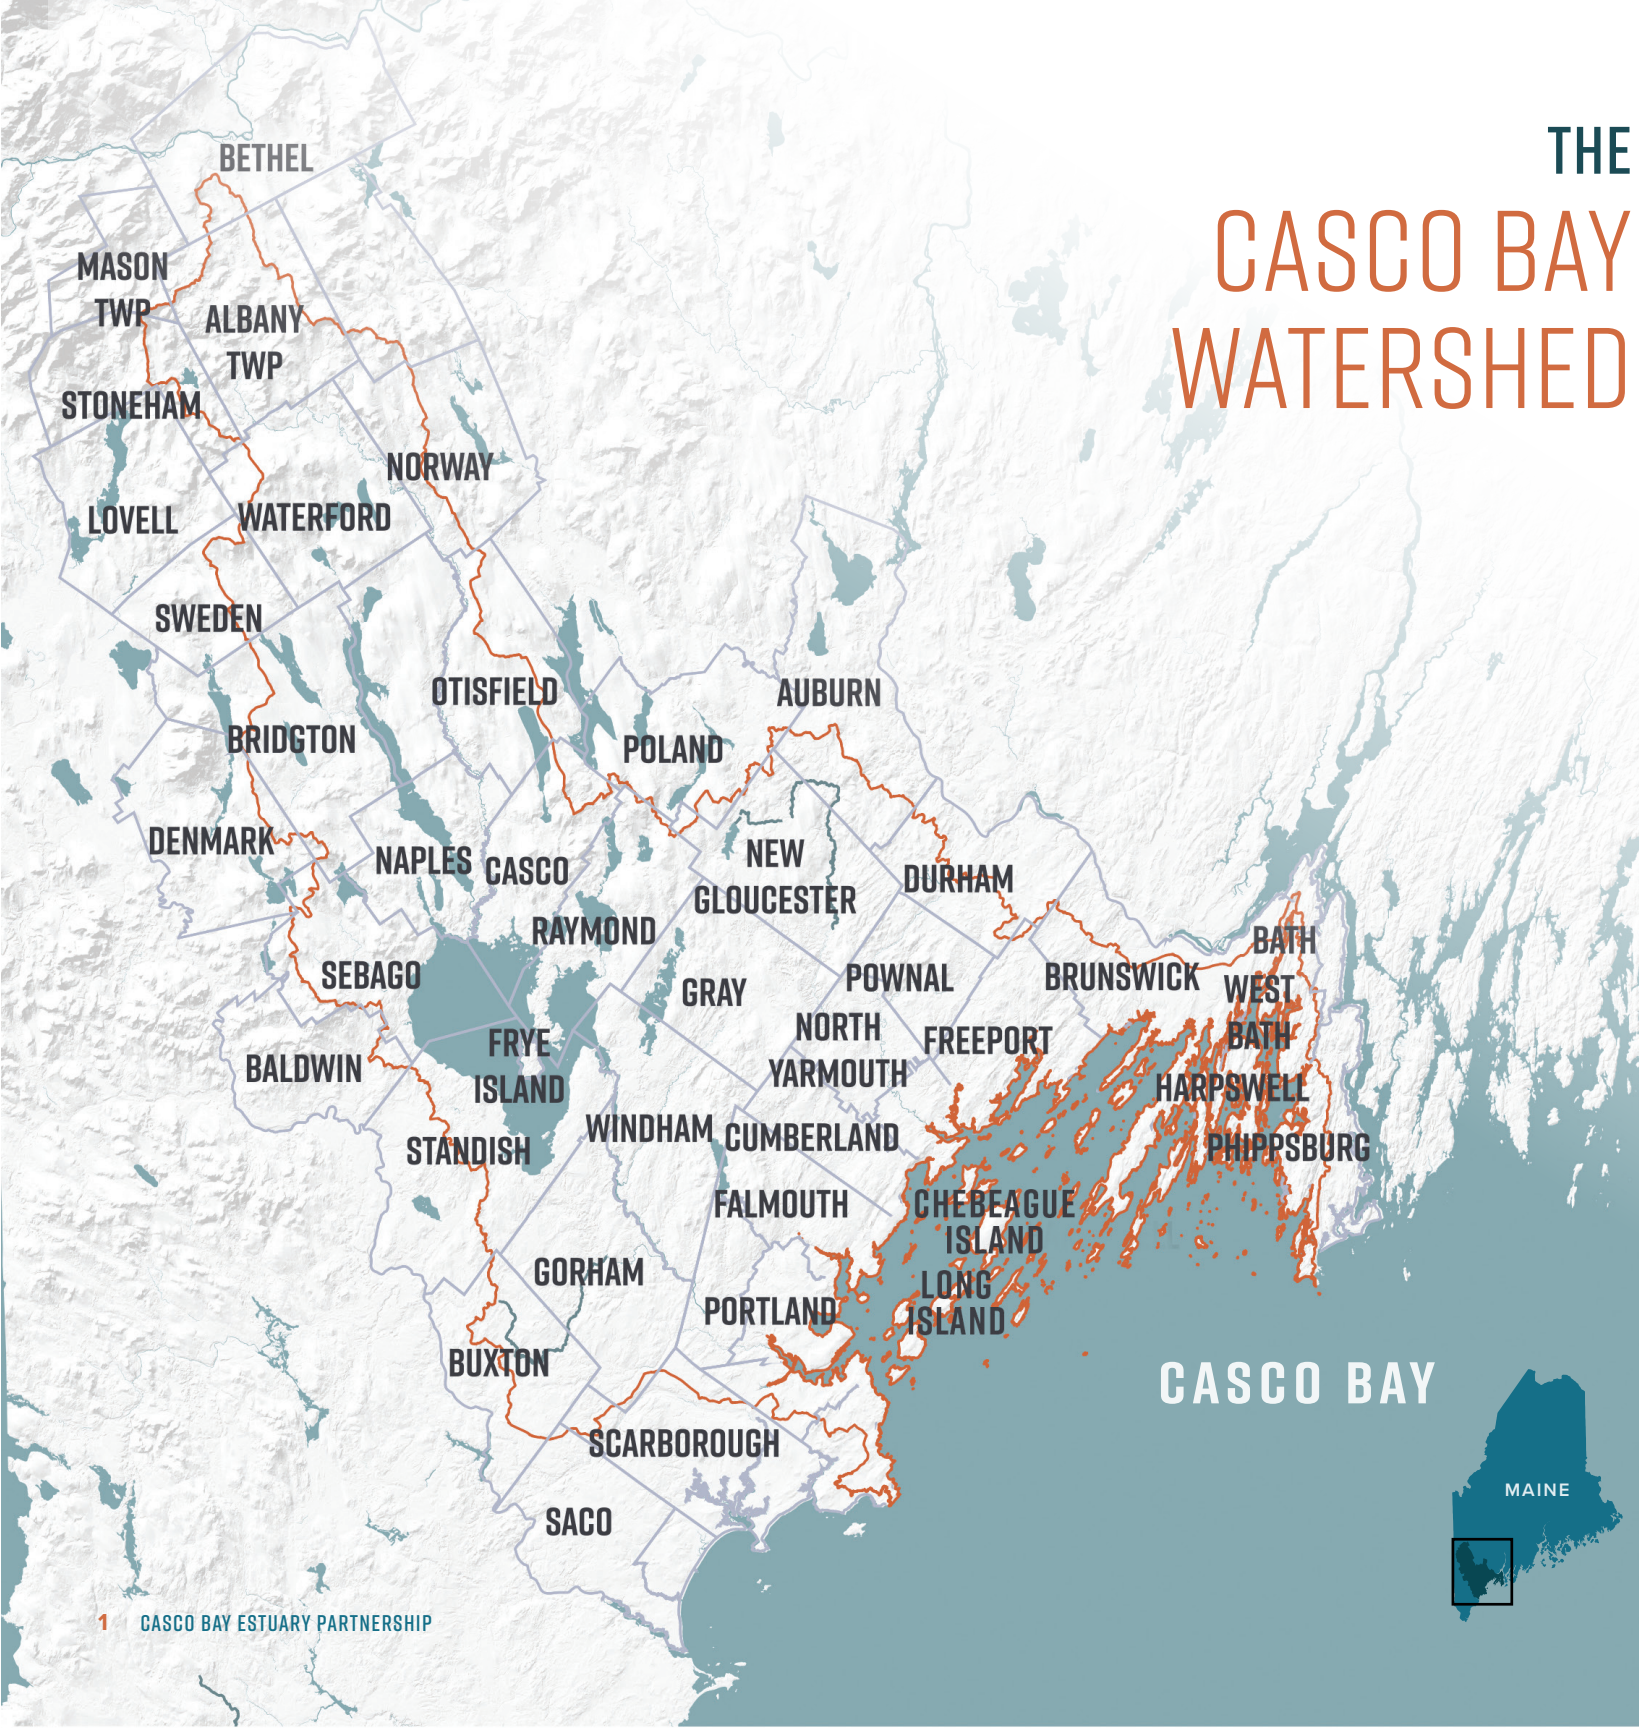 THE
CASCO BAY
WATERSHED
BETHEL
MASON
TWP
ALBANY
TWP
STONEHAM
NORWAY
LOVELL
WATERFORD
SWEDEN
OTISFIELD
AUBURN
BRIDGTON
POLAND
DENMARK
NAPLES
CASCO
NEW
GLOUCESTER
DURHAM
RAYMOND
BATH
SEBAGO
GRAY
POWNAL
BRUNSWICK
WEST
BATH
FRYE
ISLAND
NORTH
YARMOUTH
FREEPORT
BALDWIN
HARPSWELL
WINDHAM
CUMBERLAND
STANDISH
PHIPPSBURG
FALMOUTH
CHEBEAGUE
ISLAND
GORHAM
LONG
ISLAND
PORTLAND
BUXTON
CASCO BAY
SCARBOROUGH
MAINE
SACO
1 CASCO BAY ESTUARY PARTNERSHIP